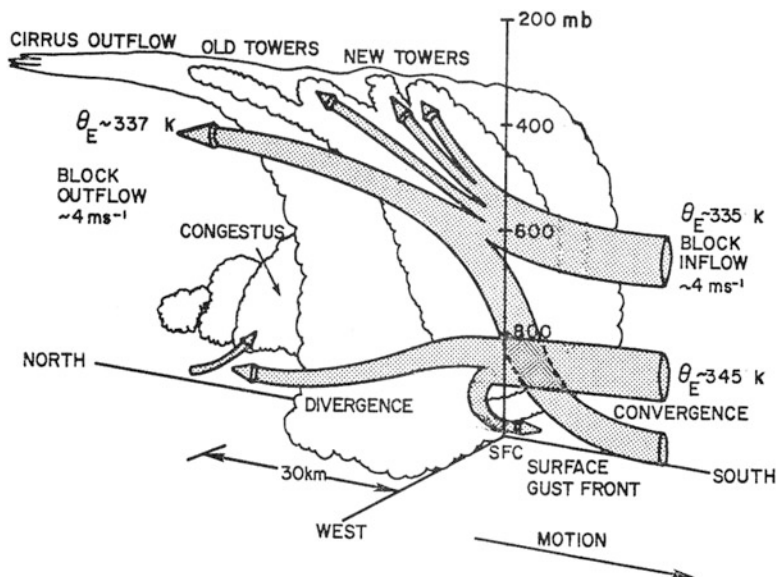 200 mb
CIRRUS OUTFLOW
OLD TOWERS
NEW TOWERS
400
θE~337 K
BLOCK
OUTFLOW
~4 ms⁻¹
θE~335 K
BLOCK
INFLOW
~4 ms⁻¹
600
CONGESTUS
800
NORTH
θE~345 K
DIVERGENCE
CONVERGENCE
SFC
SURFACE
GUST FRONT
SOUTH
30km
WEST
MOTION